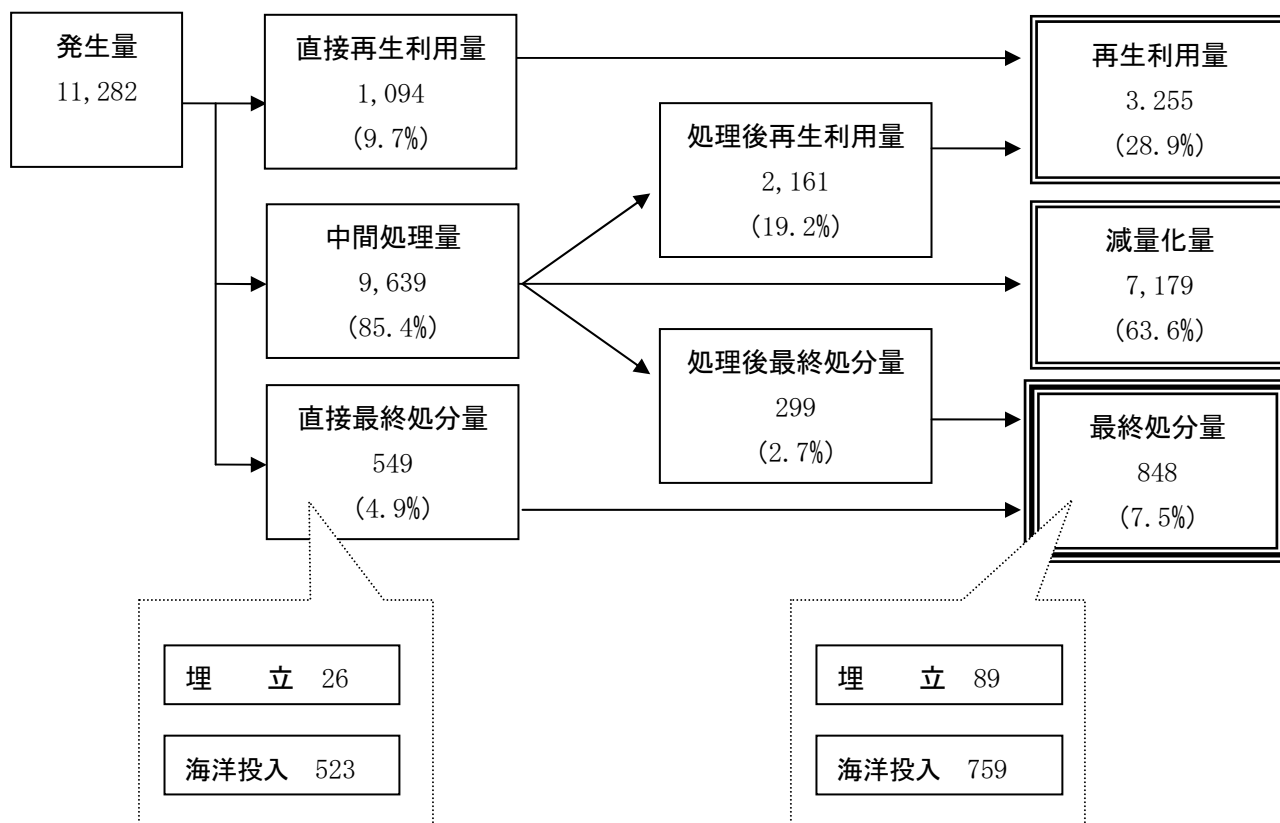 発生量
11,282
直接再生利用量
1,094
(9.7%)
再生利用量
3.255
(28.9%)
処理後再生利用量
2,161
(19.2%)
中間処理量
9,639
(85.4%)
減量化量
7,179
(63.6%)
処理後最終処分量
299
(2.7%)
直接最終処分量
549
(4.9%)
最終処分量
848
(7.5%)
埋 立 26
海洋投入 523
埋 立 89
海洋投入 759